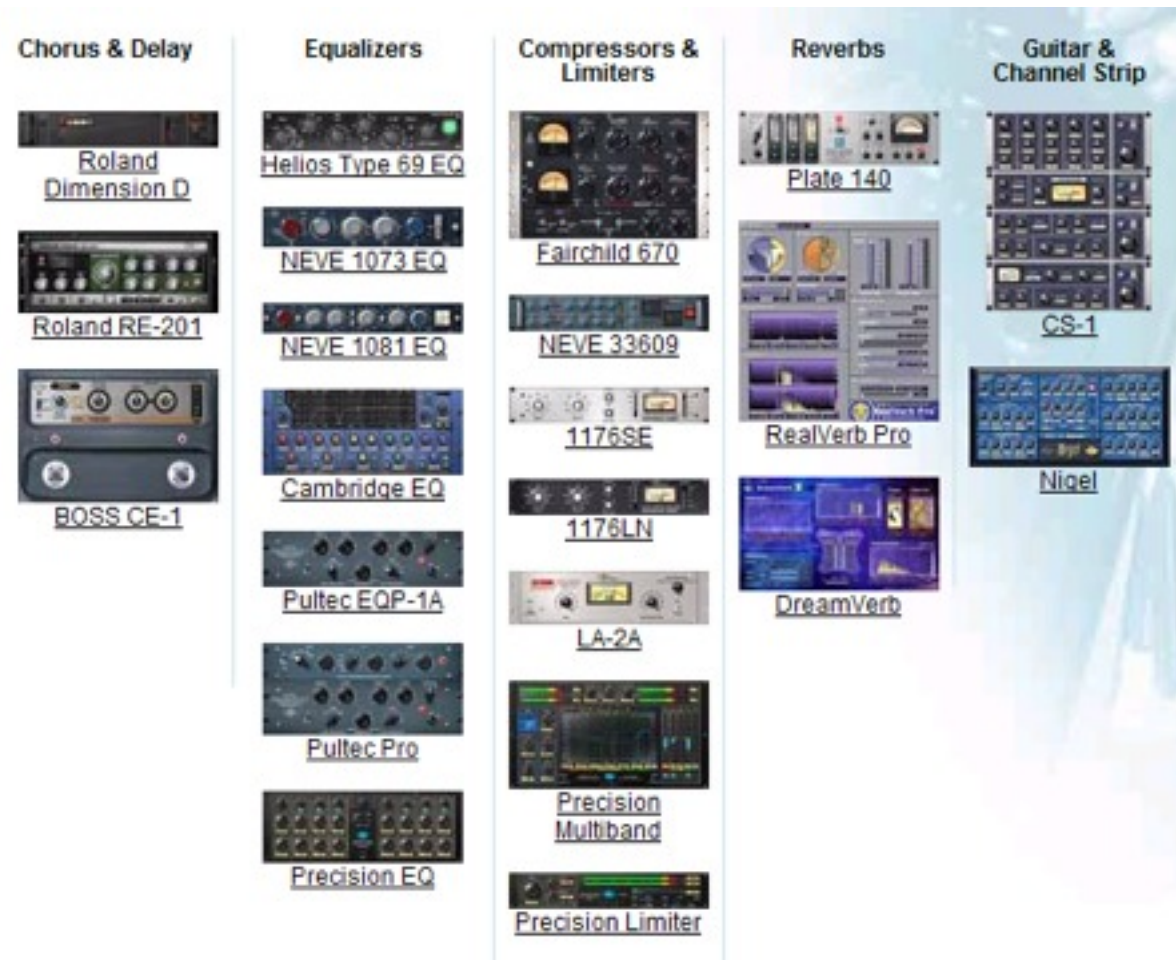 Chorus & Delay
Roland
Dimension D
Roland RE-201
BOSS CE-1
Equalizers
Helios Type 69 EQ
NEVE 1073 EQ
NEVE 1081 EQ
Cambridge EQ
Pultec EQP-1A
Pultec Pro
Precision EQ
Compressors &
Limiters
Fairchild 670
NEVE 33609
1176SE
1176LN
LA-2A
Precision
Multiband
Precision Limiter
Reverbs
Plate 140
RealVerb Pro
DreamVerb
Guitar &
Channel Strip
CS-1
Nigel